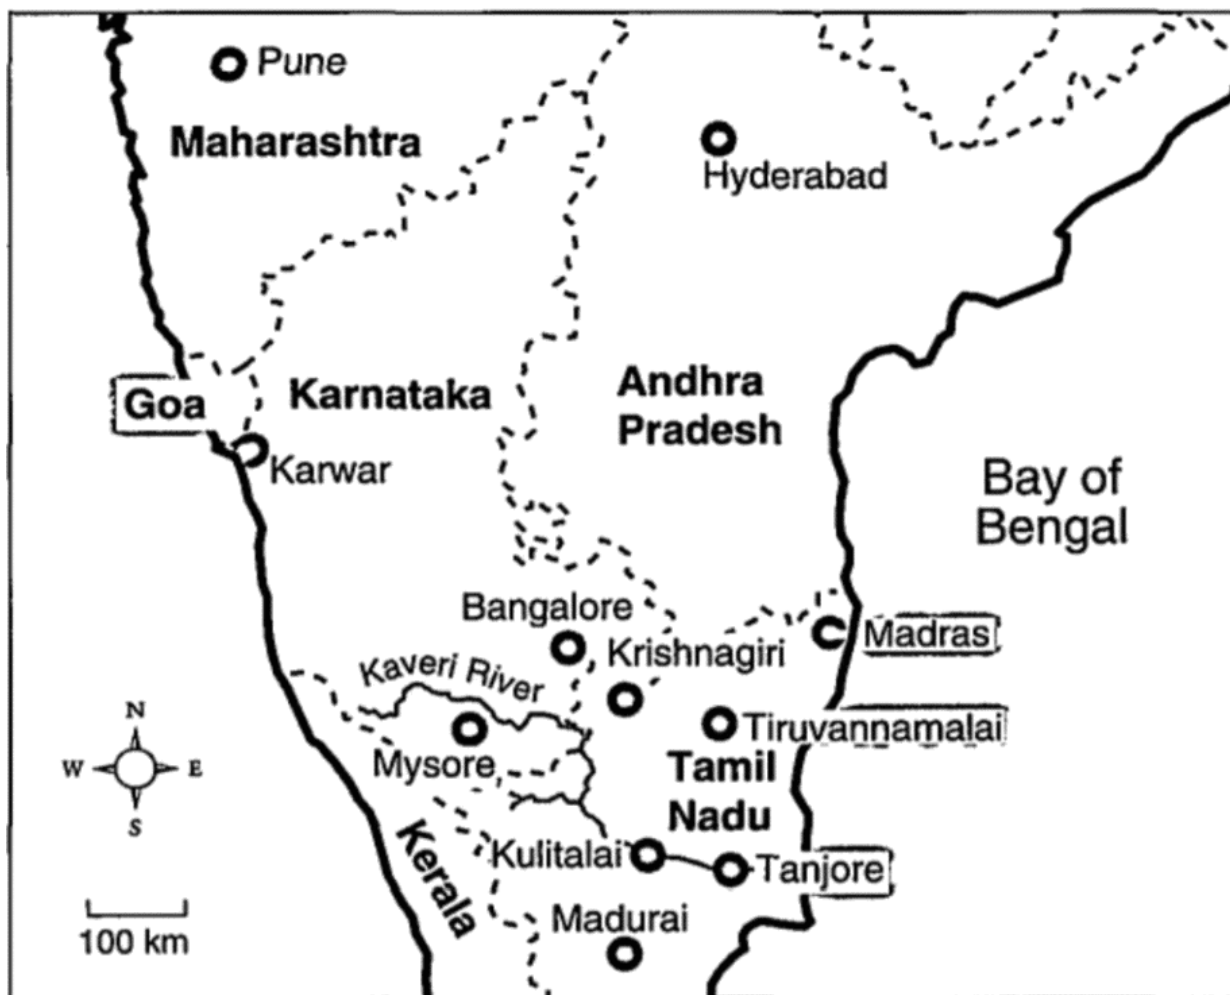 Pune
Maharashtra
Hyderabad
Andhra
Pradesh
Karnataka
Goa
Karwar
Bay of
Bengal
Bangalore
Krishnagiri
Madras
Kaveri River
Tiruvannamalai
Mysore
Tamil
Nadu
N
W E
S
Kerala
Kulitalai
Tanjore
Madurai
100 km